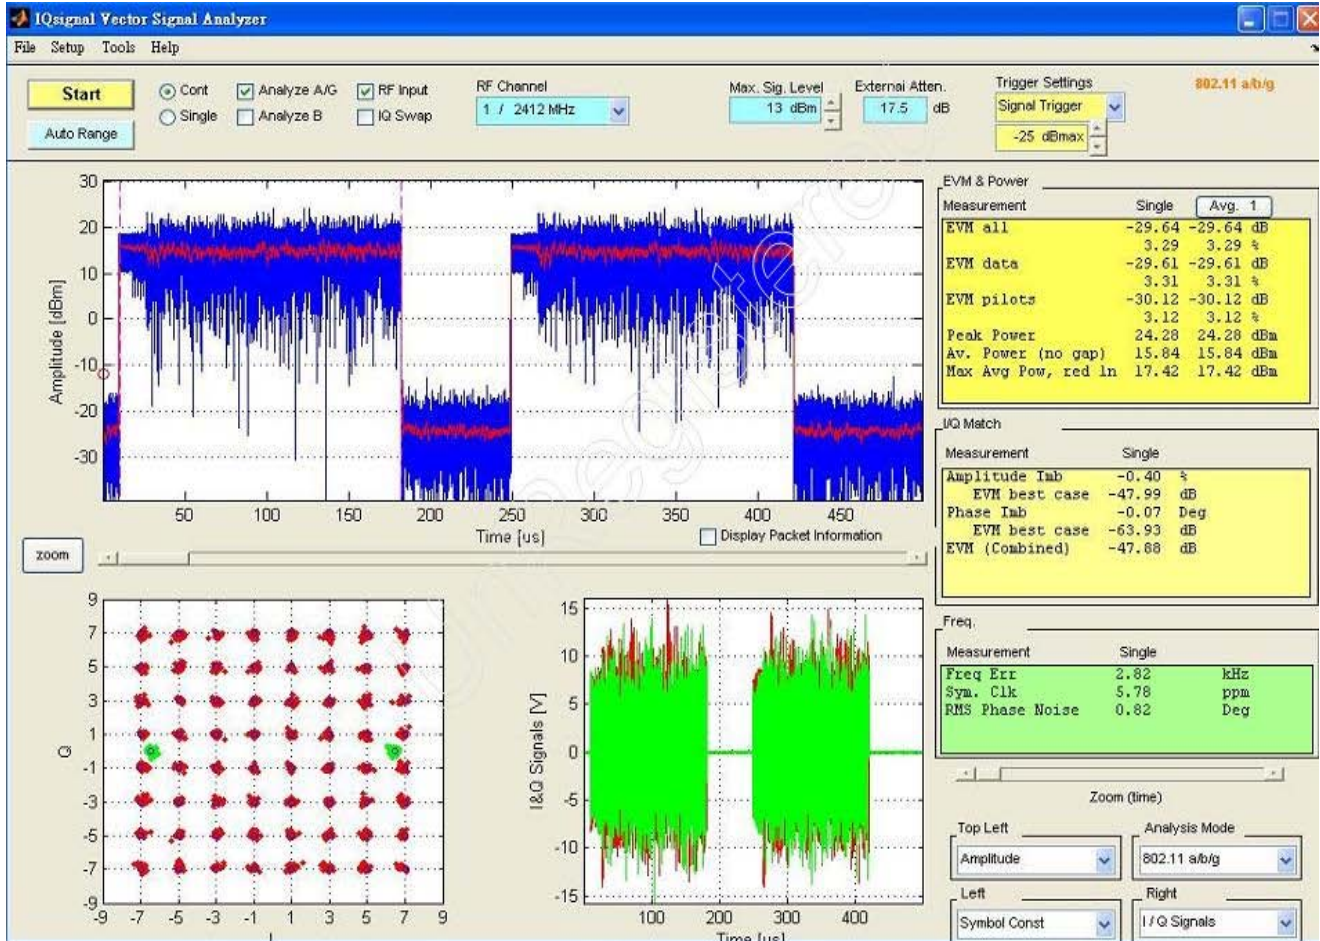 IQsignal Vector Signal Analyzer
File Setup Tools Help
Start
Auto Range
Cont
Single
Analyze A/G
Analyze B
RF Input
IQ Swap
RF Channel
1 / 2412 MHz
Max. Sig. Level
13 dBm
External Atten.
17.5 dB
Trigger Settings
Signal Trigger
-25 dBmax
802.11 a/b/g
30
20
10
0
-10
-20
-30
Amplitude [dBm]
50 100 150 200 250 300 350 400 450
Time [us]
Display Packet Information
zoom
EVM & Power
Measurement Single Avg. 1
EVM all -29.64 -29.64 dB
3.29 3.29 %
EVM data -29.61 -29.61 dB
3.31 3.31 %
EVM pilots -30.12 -30.12 dB
3.12 3.12 %
Peak Power 24.28 24.28 dBm
Av. Power (no gap) 15.84 15.84 dBm
Max Avg Pow, red ln 17.42 17.42 dBm
I/Q Match
Measurement Single
Amplitude Imb -0.40 %
EVM best case -47.99 dB
Phase Imb -0.07 Deg
EVM best case -63.93 dB
EVM (Combined) -47.88 dB
Freq.
Measurement Single
Freq Err 2.82 kHz
Sym. Clk 5.78 ppm
RMS Phase Noise 0.82 Deg
Zoom (time)
Top Left
Amplitude
Analysis Mode
802.11 a/b/g
Left
Symbol Const
Right
I / Q Signals
9
7
5
3
1
-1
-3
-5
-7
-9
Q
-9 -7 -5 -3 -1 1 3 5 7 9
I
15
10
5
0
-5
-10
-15
I&Q Signals [V]
100 200 300 400
Time [us]
Unregistered